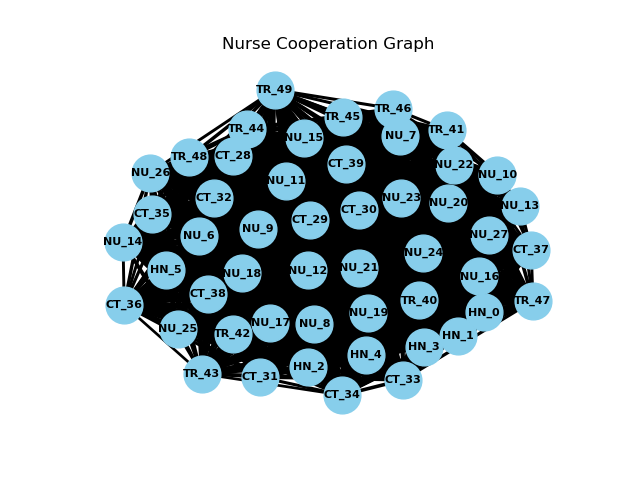 Nurse Cooperation Graph
TR_49
TR_46
TR_45
TR_44
TR_41
NU_7
NU_15
CT_28
TR_48
CT_39
NU_22
NU_26
NU_10
NU_11
CT_32
NU_23
NU_20
NU_13
CT_30
CT_35
CT_29
NU_9
NU_6
NU_27
NU_14
CT_37
NU_24
NU_21
NU_12
HN_5
NU_18
NU_16
CT_38
TR_40
TR_47
CT_36
HN_0
NU_19
NU_17
NU_8
NU_25
TR_42
HN_1
HN_3
HN_4
HN_2
TR_43
CT_31
CT_33
CT_34